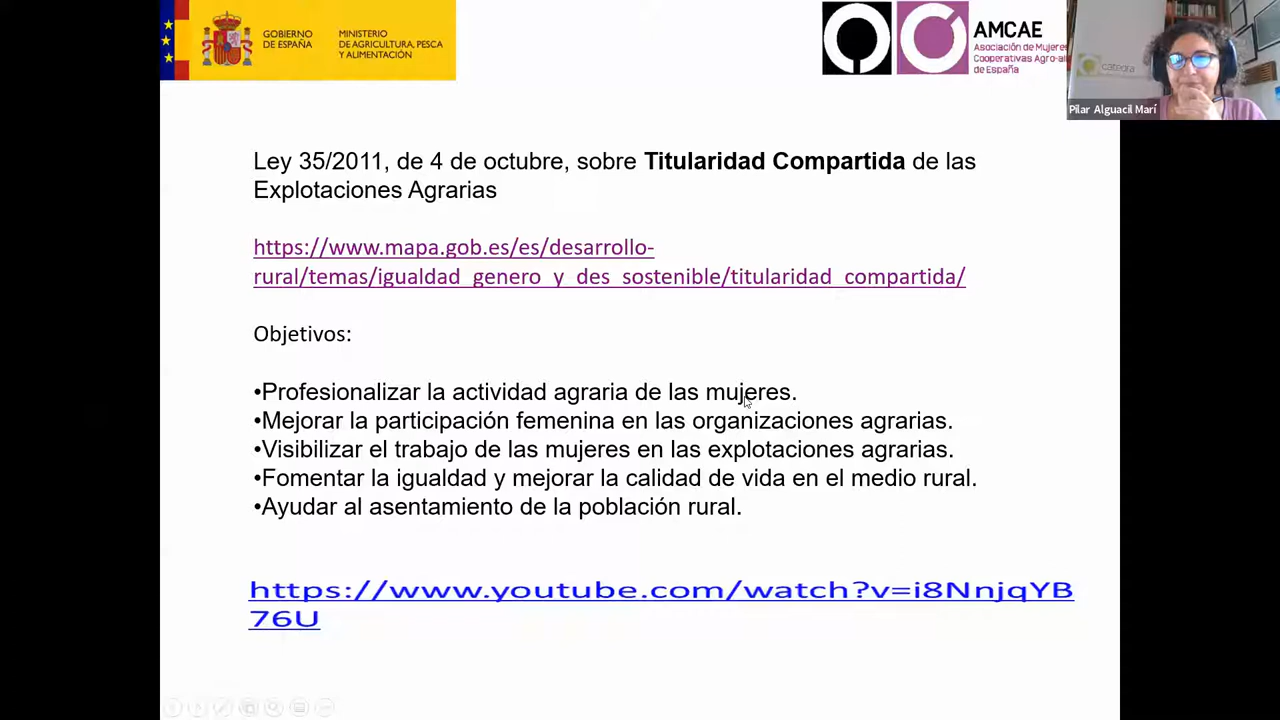 GOBIERNO
DE ESPAÑA
MINISTERIO
DE AGRICULTURA, PESCA
Y ALIMENTACIÓN
AMCAE
Asociación de Mujeres
Cooperativas Agro-ali
de España
catedra
Pilar Alguacil Marí
Ley 35/2011, de 4 de octubre, sobre Titularidad Compartida de las
Explotaciones Agrarias
https://www.mapa.gob.es/es/desarrollo-
rural/temas/igualdad_genero_y_des_sostenible/titularidad_compartida/
Objetivos:
•Profesionalizar la actividad agraria de las mujeres.
•Mejorar la participación femenina en las organizaciones agrarias.
•Visibilizar el trabajo de las mujeres en las explotaciones agrarias.
•Fomentar la igualdad y mejorar la calidad de vida en el medio rural.
•Ayudar al asentamiento de la población rural.
https://www.youtube.com/watch?v=i8NnjqYB
76U